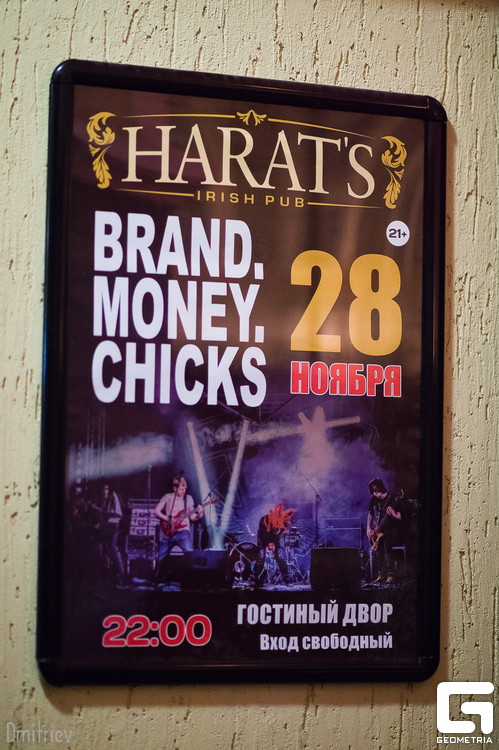 HARAT'S
IRISH PUB
21+
BRAND.
MONEY.
CHICKS
28
НОЯБРЯ
22:00
ГОСТИНЫЙ ДВОР
Вход свободный
Dmitriev
GEOMETRIA